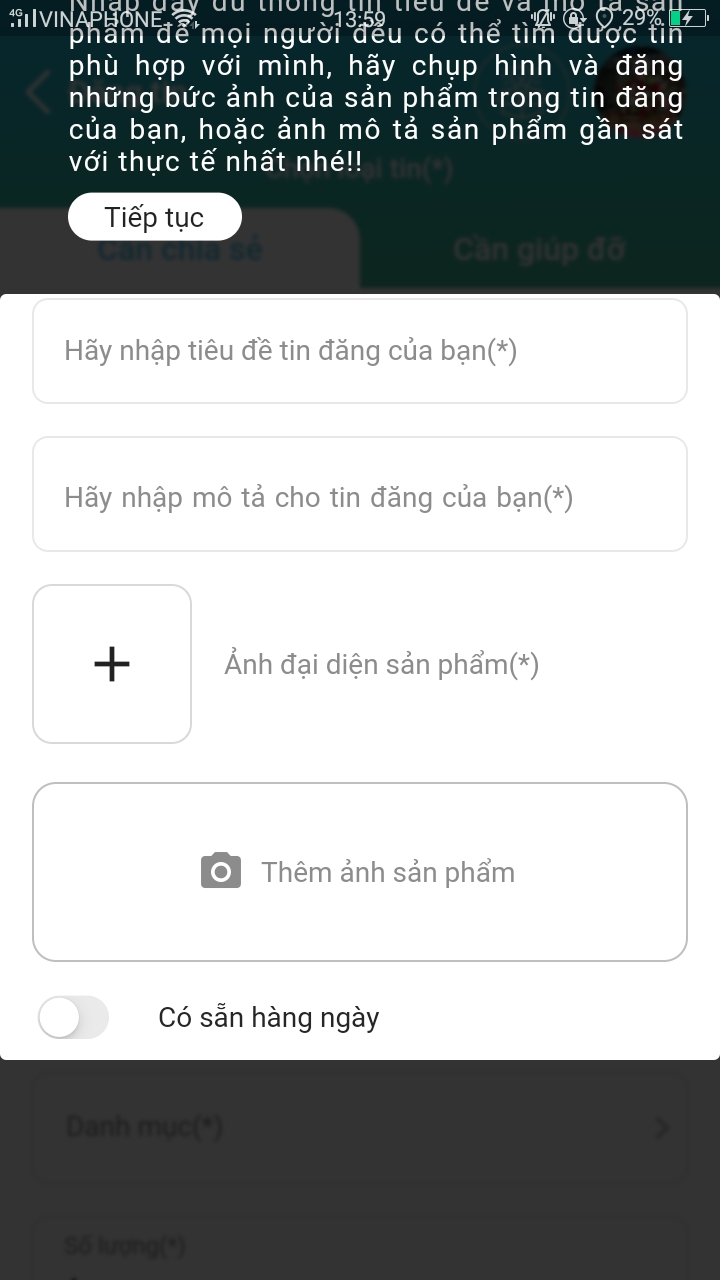 4G VINAPHONE 13:59 29%
Nhập đầy đủ thông tin tiêu đề và mô tả sản
phẩm để mọi người đều có thể tìm được tin
phù hợp với mình, hãy chụp hình và đăng
những bức ảnh của sản phẩm trong tin đăng
của bạn, hoặc ảnh mô tả sản phẩm gần sát
với thực tế nhất nhé!!
loại tin(*)
Tiếp tục
Cần chia sẻ Cần giúp đỡ
Hãy nhập tiêu đề tin đăng của bạn(*)
Hãy nhập mô tả cho tin đăng của bạn(*)
Ảnh đại diện sản phẩm(*)
Thêm ảnh sản phẩm
Có sẵn hàng ngày
Danh mục(*)
Số lượng(*)